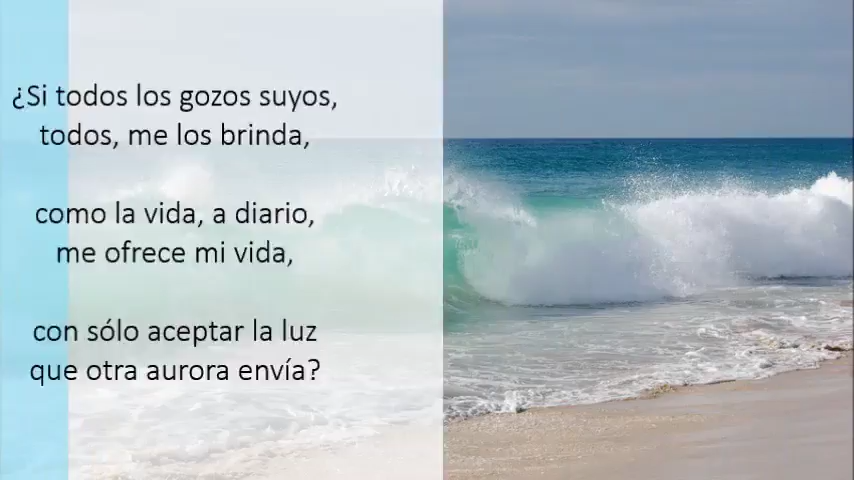 ¿Si todos los gozos suyos,
todos, me los brinda,
como la vida, a diario,
me ofrece mi vida,
con sólo aceptar la luz
que otra aurora envía?